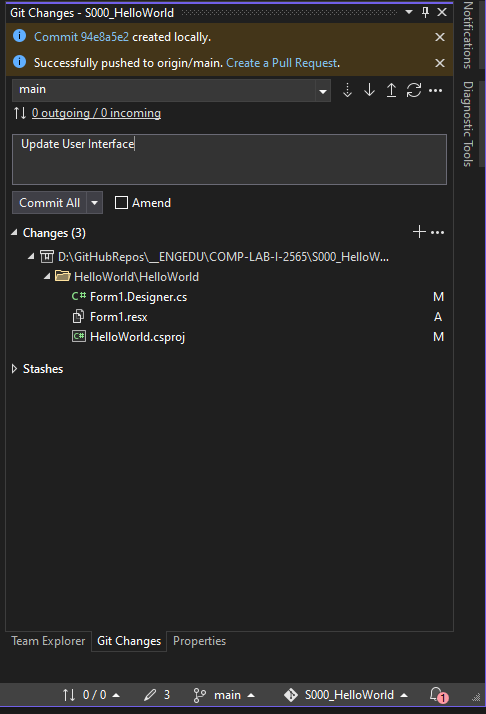 Git Changes - S000_HelloWorld
Commit 94e8a5e2 created locally.
Successfully pushed to origin/main. Create a Pull Request.
main
0 outgoing / 0 incoming
Update User Interface
Commit All
Amend
Changes (3)
D:\GitHubRepos\__ENGEDU\COMP-LAB-I-2565\S000_HelloW...
HelloWorld\HelloWorld
C# Form1.Designer.cs M
Form1.resx A
C# HelloWorld.csproj M
Stashes
Team Explorer Git Changes Properties
0 / 0 3 main S000_HelloWorld 1
Notifications
Diagnostic Tools